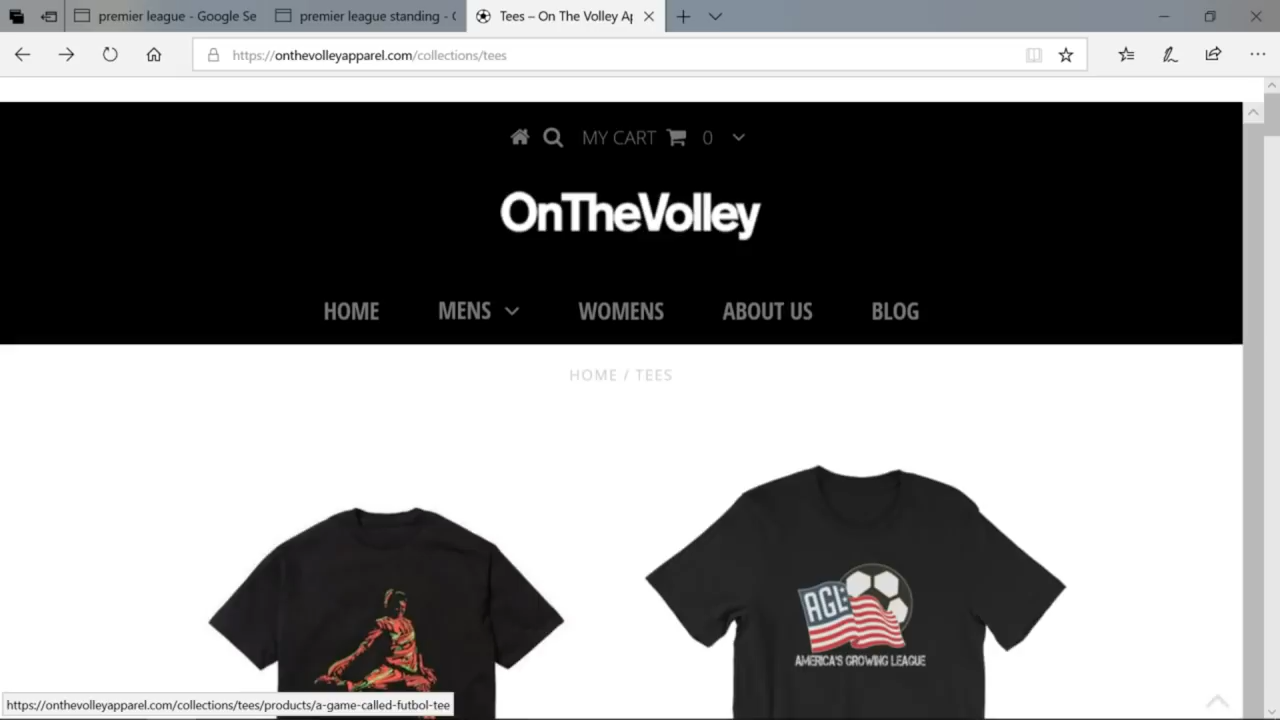 premier league - Google Se
premier league standing - G
Tees – On The Volley Ap
https://onthevolleyapparel.com/collections/tees
MY CART 0
OnTheVolley
HOME
MENS
WOMENS
ABOUT US
BLOG
HOME / TEES
AGL:
AMERICA'S GROWING LEAGUE
https://onthevolleyapparel.com/collections/tees/products/a-game-called-futbol-tee